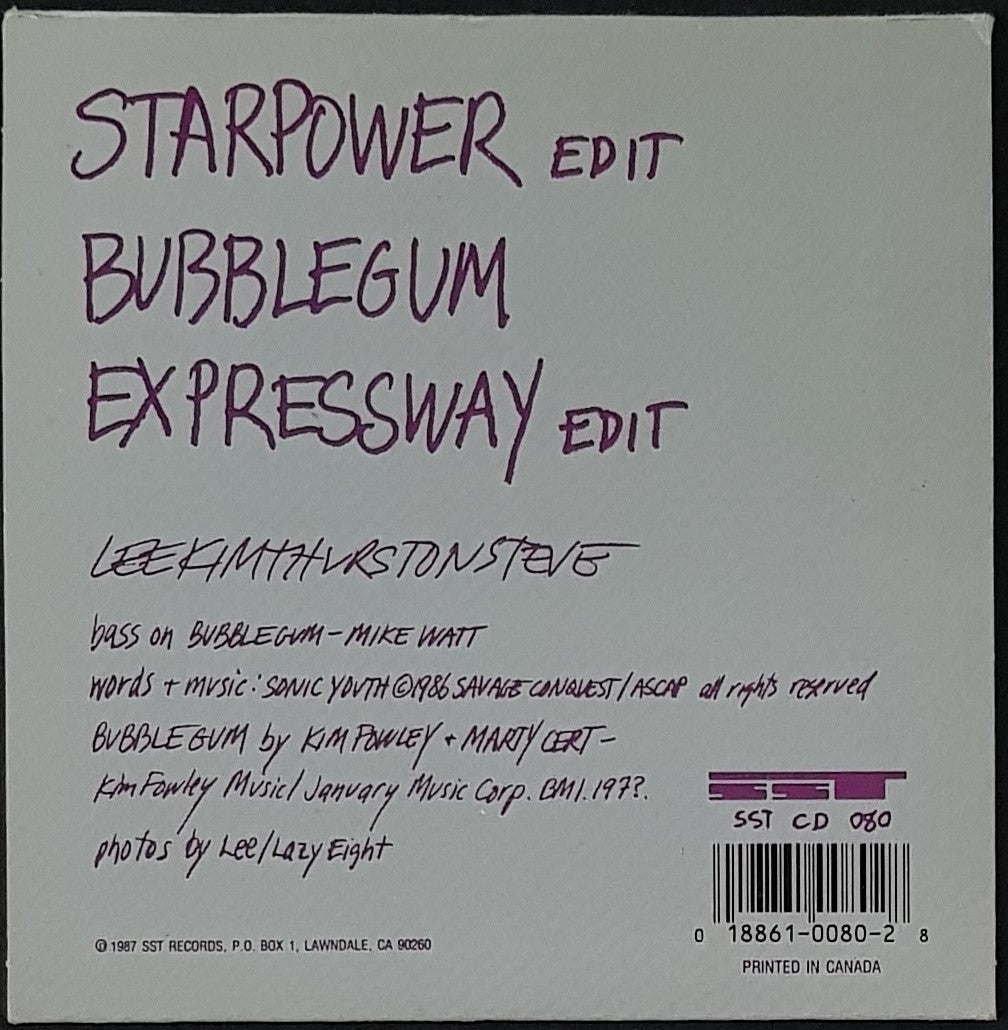 STARPOWER EDIT
BUBBLEGUM
EXPRESSWAY EDIT
LEEKIMTHURSTONSTEVE
bass on BUBBLEGUM - MIKE WATT
words + music: SONIC YOUTH ©1986 SAVAGE CONQUEST / ASCAP all rights reserved
BUBBLEGUM by KIM FOWLEY + MARTY CERT -
Kim Fowley Music / January Music Corp. BMI. 197?.
photos by Lee / Lazy Eight
SST
SST CD 080
0 18861-0080-2 8
℗ 1987 SST RECORDS, P.O. BOX 1, LAWNDALE, CA 90260
PRINTED IN CANADA